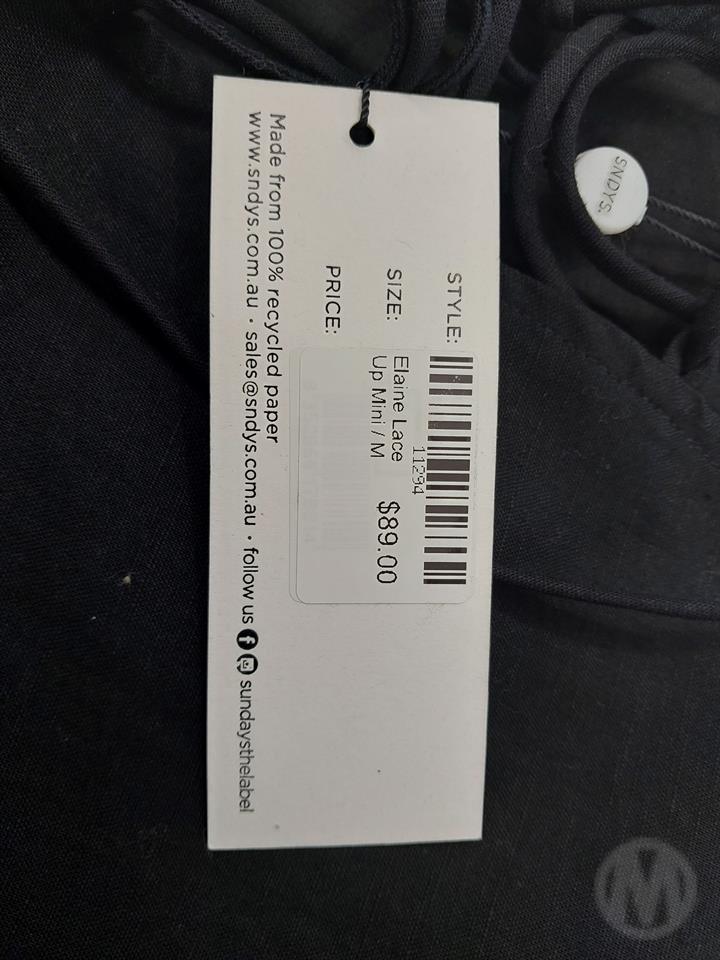 SNDYS.
STYLE:
SIZE:
PRICE:
11294
Elaine Lace
Up Mini / M
$89.00
Made from 100% recycled paper
www.sndys.com.au • sales@sndys.com.au • follow us sundaysthelabel
M